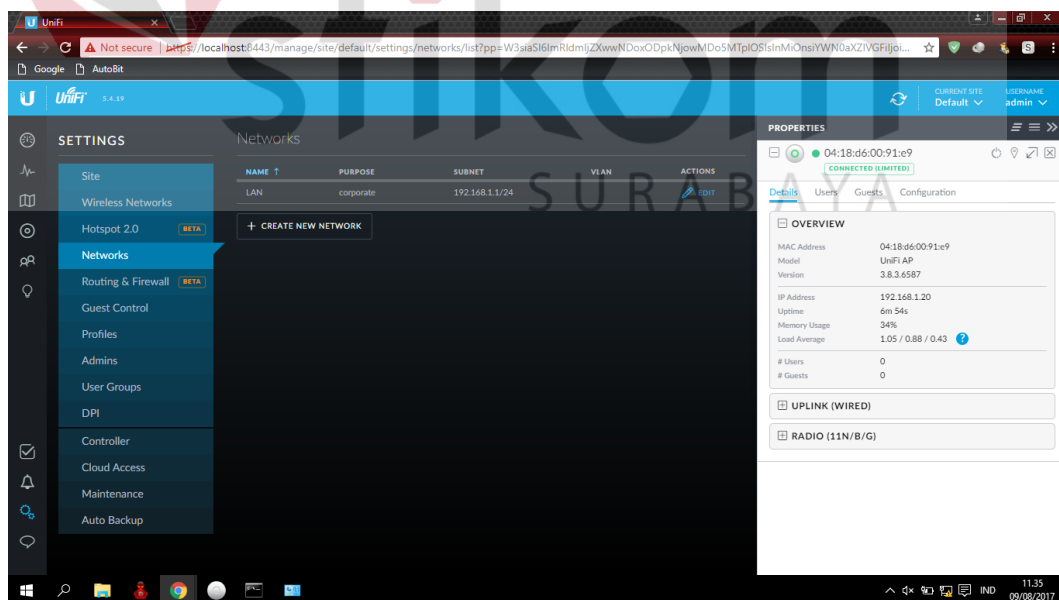 UniFi
Not secure | https://localhost:8443/manage/site/default/settings/networks/list?pp=
Google AutoBit
stikom
SURABAYA
UniFi 5.4.19
CURRENT SITE
Default
USERNAME
admin
SETTINGS
Site
Wireless Networks
Hotspot 2.0 BETA
Networks
Routing & Firewall BETA
Guest Control
Profiles
Admins
User Groups
DPI
Controller
Cloud Access
Maintenance
Auto Backup
Networks
NAME ↑ PURPOSE SUBNET VLAN ACTIONS
LAN corporate 192.168.1.1/24 EDIT
+ CREATE NEW NETWORK
PROPERTIES
04:18:d6:00:91:e9
CONNECTED (LIMITED)
Details Users Guests Configuration
OVERVIEW
MAC Address 04:18:d6:00:91:e9
Model UniFi AP
Version 3.8.3.6587
IP Address 192.168.1.20
Uptime 6m 54s
Memory Usage 34%
Load Average 1.05 / 0.88 / 0.43 ?
# Users 0
# Guests 0
UPLINK (WIRED)
RADIO (11N/B/G)
IND
11.35
09/08/2017